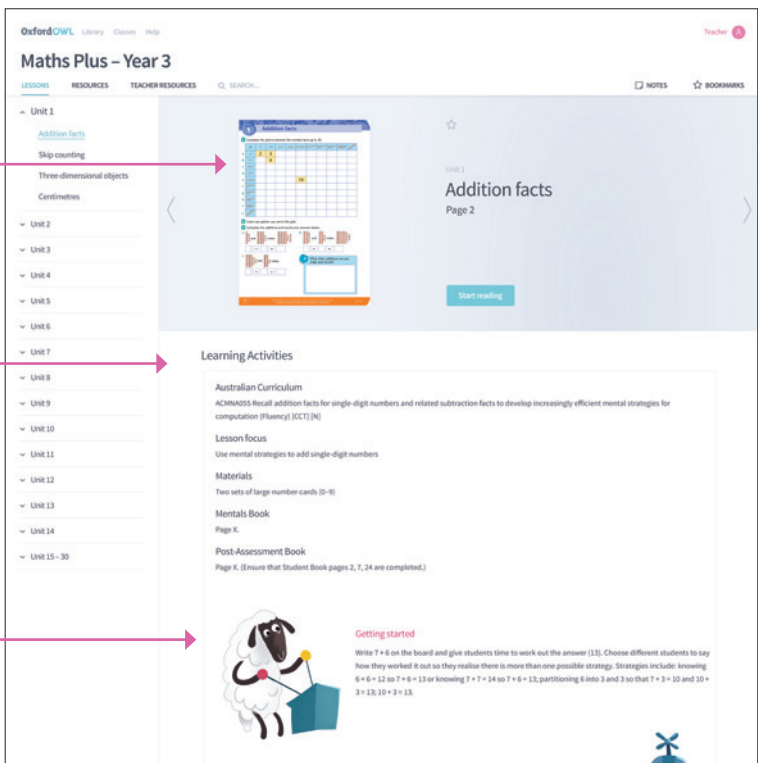 OxfordOWL Library Classes Help
Teacher
Maths Plus – Year 3
LESSONS RESOURCES TEACHER RESOURCES SEARCH... NOTES BOOKMARKS
Unit 1
Addition facts
Skip counting
Three-dimensional objects
Centimetres
Unit 2
Unit 3
Unit 4
Unit 5
Unit 6
Unit 7
Unit 8
Unit 9
Unit 10
Unit 11
Unit 12
Unit 13
Unit 14
Unit 15 – 30
Addition facts
2 3
10
Unit 1
Addition facts
Page 2
Start reading
Learning Activities
Australian Curriculum
ACMNA055 Recall addition facts for single-digit numbers and related subtraction facts to develop increasingly efficient mental strategies for
computation (Fluency) [CCT] [N]
Lesson focus
Use mental strategies to add single-digit numbers
Materials
Two sets of large number cards (0–9)
Mentals Book
Page X.
Post-Assessment Book
Page X. (Ensure that Student Book pages 2, 7, 24 are completed.)
Getting started
Write 7 + 6 on the board and give students time to work out the answer (13). Choose different students to say
how they worked it out so they realise there is more than one possible strategy. Strategies include: knowing
6 + 6 = 12 so 7 + 6 = 13 or knowing 7 + 7 = 14 so 7 + 6 = 13; partitioning 6 into 3 and 3 so that 7 + 3 = 10 and 10 +
3 = 13; 10 + 3 = 13.